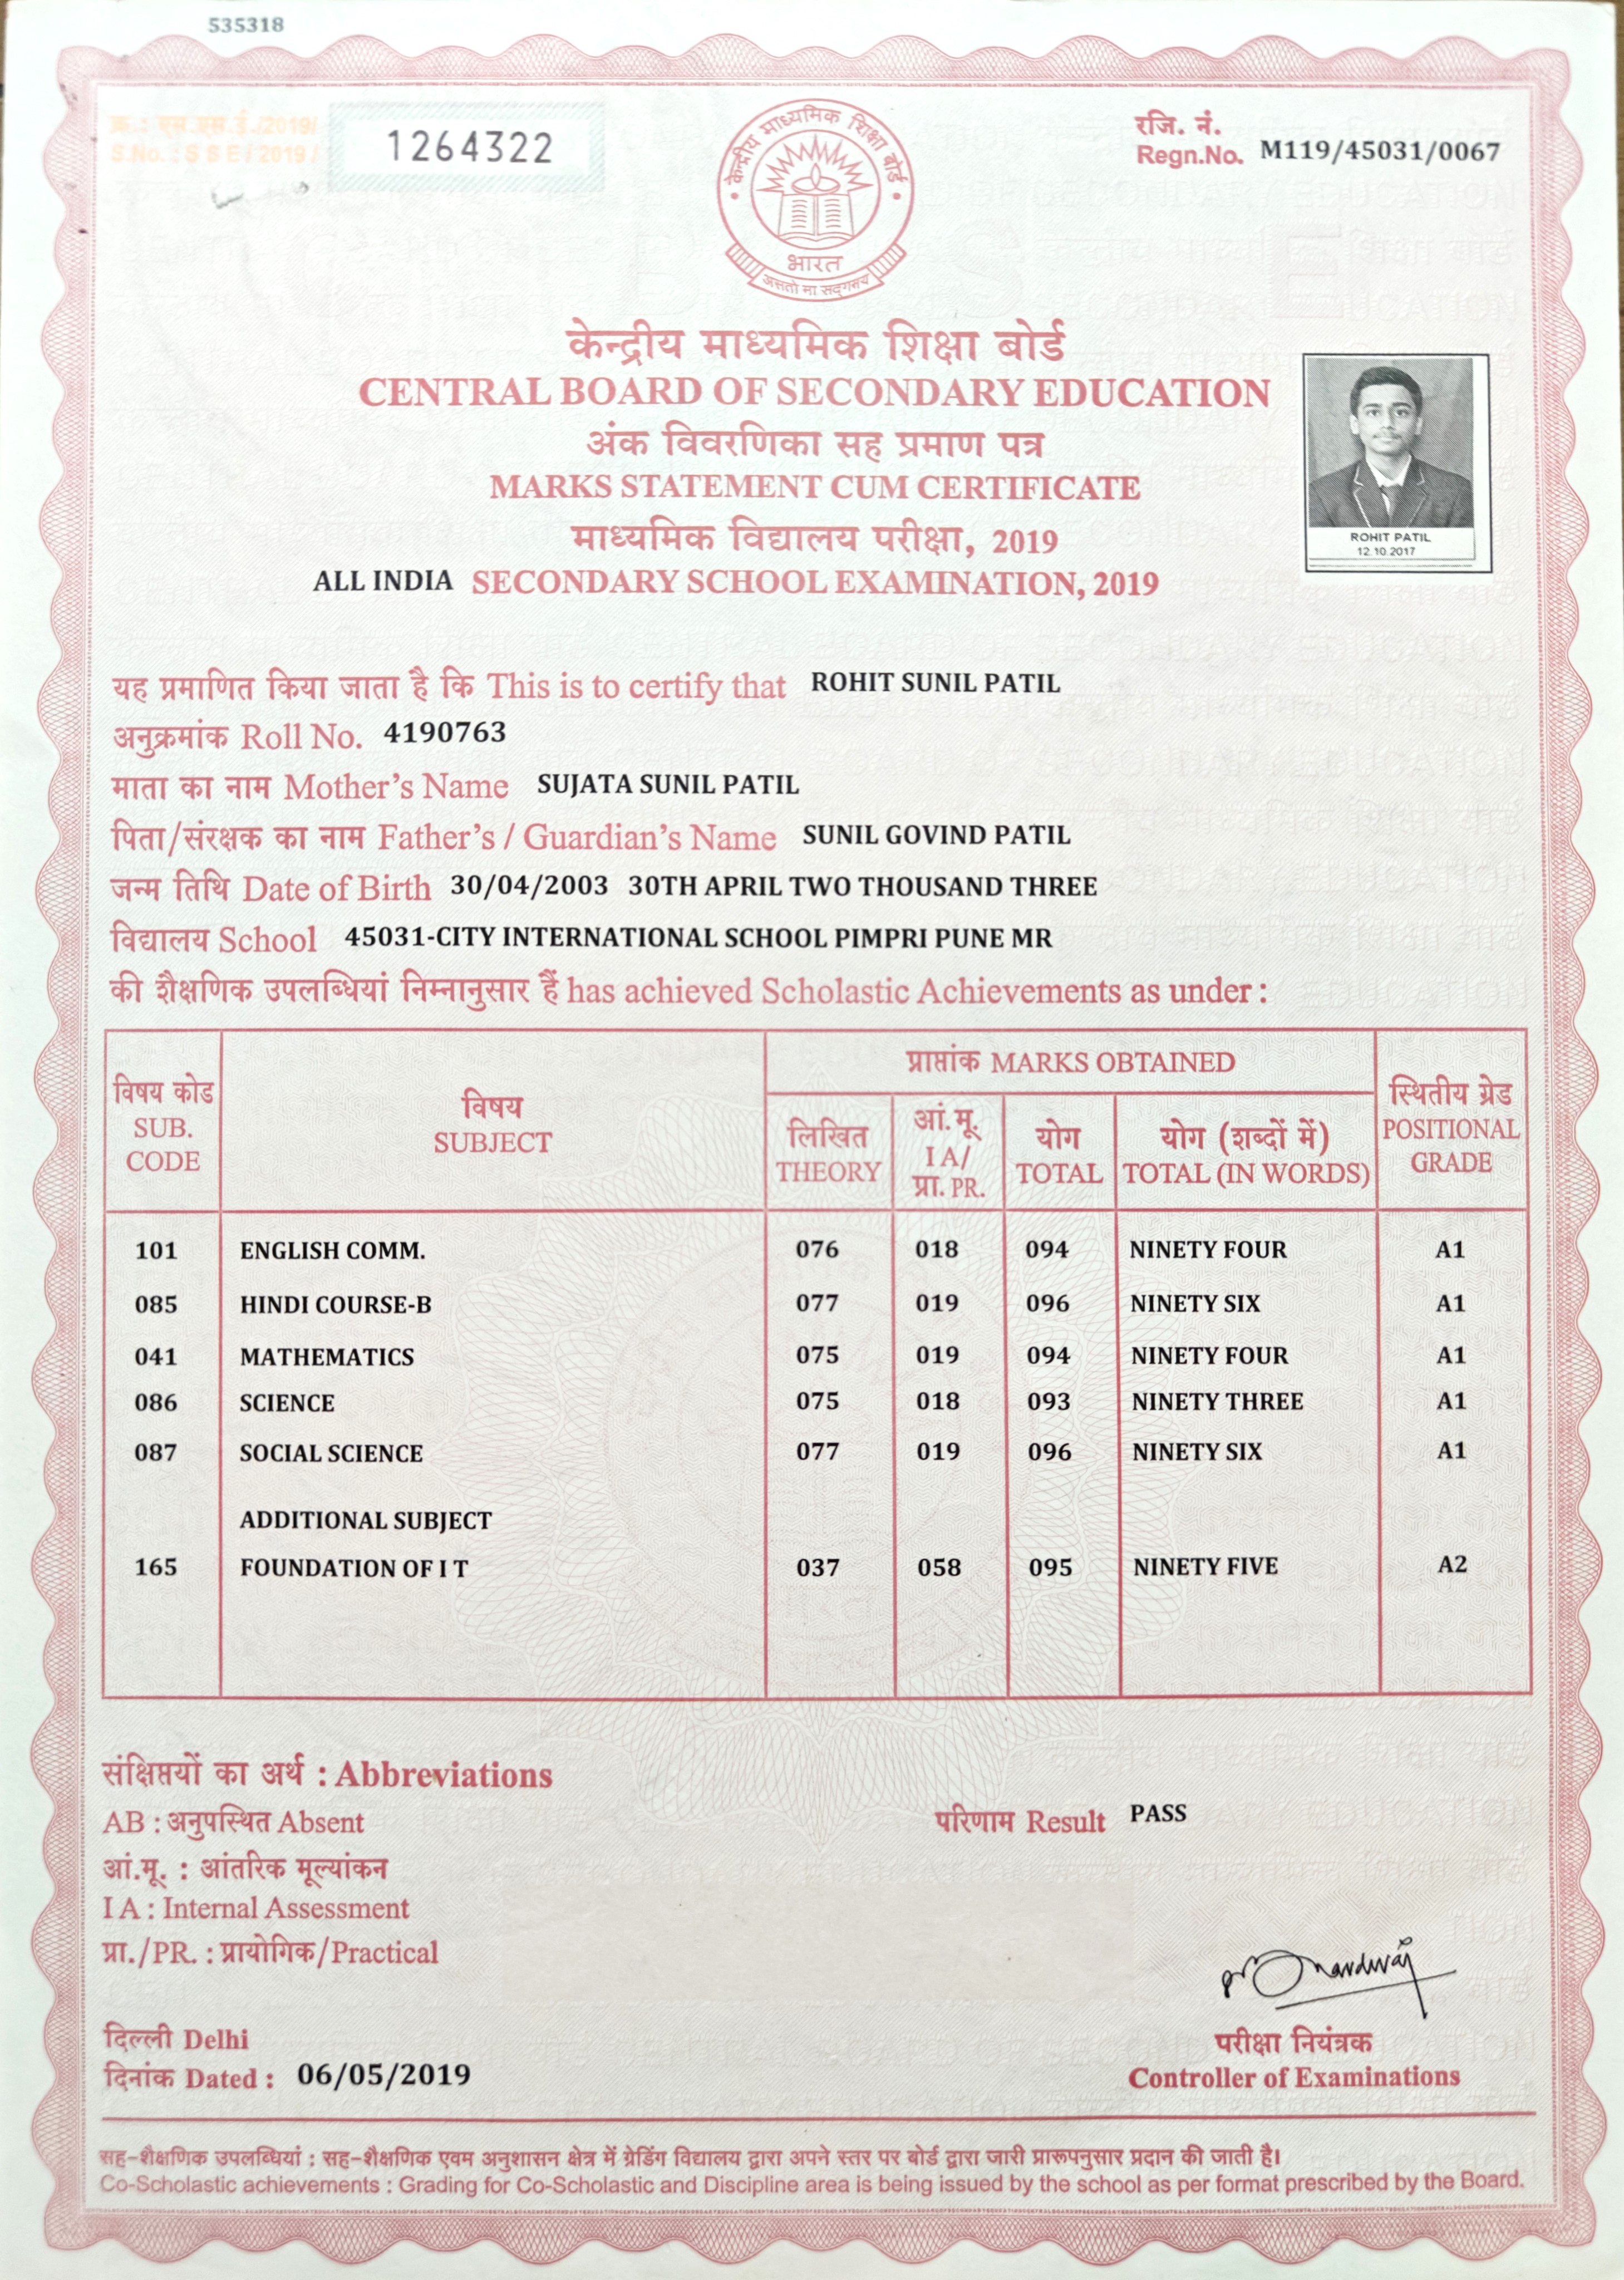 535318
क्र. : एस.एस.ई./2019/
S.No. : S S E / 2019 /
1264322
रजि. नं.
Regn.No. M119/45031/0067
केन्द्रीय माध्यमिक शिक्षा बोर्ड
भारत
असतो मा सद्गमय
केन्द्रीय माध्यमिक शिक्षा बोर्ड
CENTRAL BOARD OF SECONDARY EDUCATION
अंक विवरणिका सह प्रमाण पत्र
MARKS STATEMENT CUM CERTIFICATE
माध्यमिक विद्यालय परीक्षा, 2019
ALL INDIA SECONDARY SCHOOL EXAMINATION, 2019
ROHIT PATIL
12.10.2017
यह प्रमाणित किया जाता है कि This is to certify that ROHIT SUNIL PATIL
अनुक्रमांक Roll No. 4190763
माता का नाम Mother's Name SUJATA SUNIL PATIL
पिता/संरक्षक का नाम Father's / Guardian's Name SUNIL GOVIND PATIL
जन्म तिथि Date of Birth 30/04/2003 30TH APRIL TWO THOUSAND THREE
विद्यालय School 45031-CITY INTERNATIONAL SCHOOL PIMPRI PUNE MR
की शैक्षणिक उपलब्धियां निम्नानुसार हैं has achieved Scholastic Achievements as under :
विषय कोड
SUB.
CODE
विषय
SUBJECT
प्राप्तांक MARKS OBTAINED
लिखित
THEORY
आं.मू.
I A/
प्रा. PR.
योग
TOTAL
योग (शब्दों में)
TOTAL (IN WORDS)
स्थितीय ग्रेड
POSITIONAL
GRADE
101 ENGLISH COMM. 076 018 094 NINETY FOUR A1
085 HINDI COURSE-B 077 019 096 NINETY SIX A1
041 MATHEMATICS 075 019 094 NINETY FOUR A1
086 SCIENCE 075 018 093 NINETY THREE A1
087 SOCIAL SCIENCE 077 019 096 NINETY SIX A1
ADDITIONAL SUBJECT
165 FOUNDATION OF I T 037 058 095 NINETY FIVE A2
संक्षिप्तयों का अर्थ : Abbreviations
AB : अनुपस्थित Absent
परिणाम Result PASS
आं.मू. : आंतरिक मूल्यांकन
I A : Internal Assessment
प्रा./PR. : प्रायोगिक/Practical
दिल्ली Delhi
दिनांक Dated : 06/05/2019
परीक्षा नियंत्रक
Controller of Examinations
सह-शैक्षणिक उपलब्धियां : सह-शैक्षणिक एवम अनुशासन क्षेत्र में ग्रेडिंग विद्यालय द्वारा अपने स्तर पर बोर्ड द्वारा जारी प्रारूपनुसार प्रदान की जाती है।
Co-Scholastic achievements : Grading for Co-Scholastic and Discipline area is being issued by the school as per format prescribed by the Board.